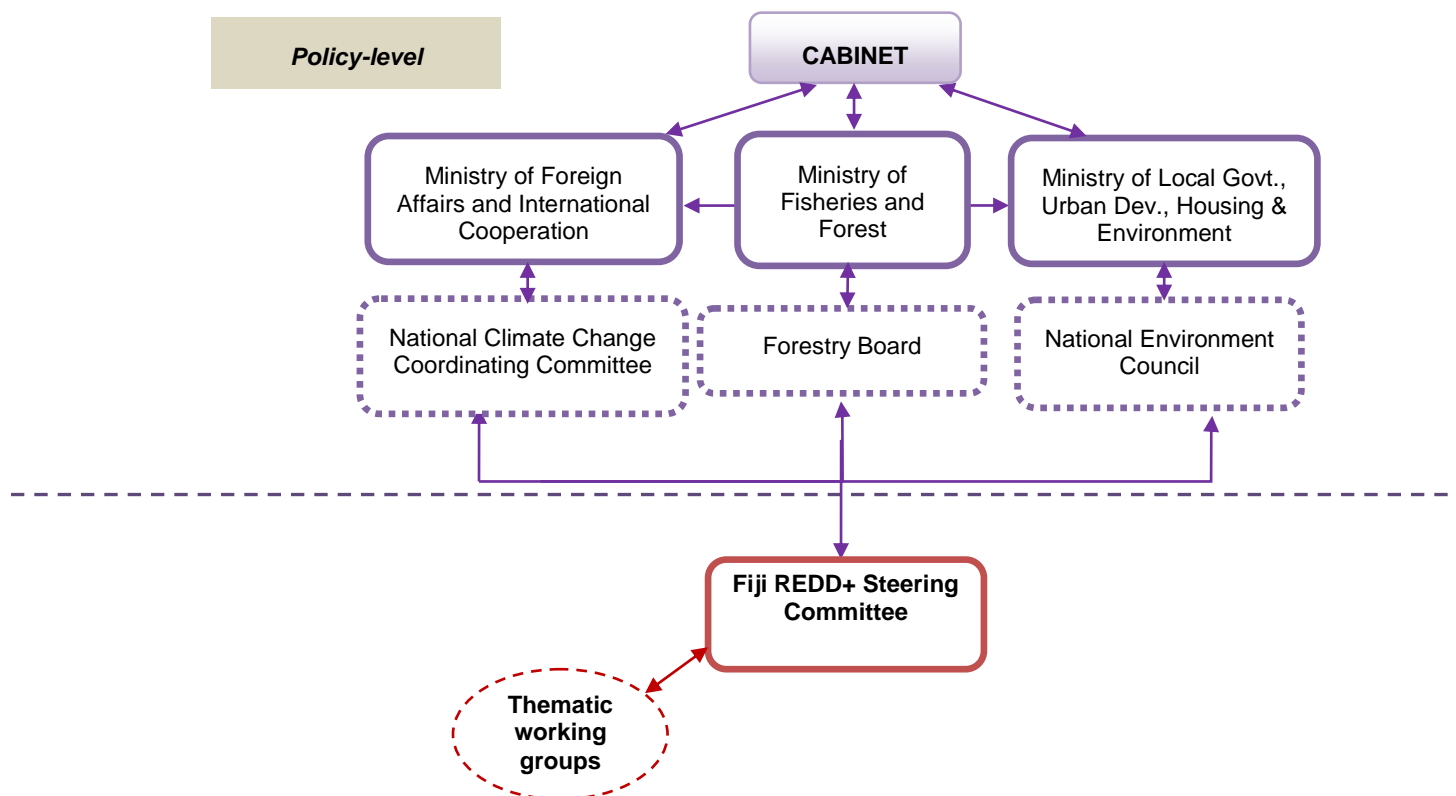 Policy-level
CABINET
Ministry of Foreign
Affairs and International
Cooperation
Ministry of
Fisheries and
Forest
Ministry of Local Govt.,
Urban Dev., Housing &
Environment
National Climate Change
Coordinating Committee
Forestry Board
National Environment
Council
Fiji REDD+ Steering
Committee
Thematic
working
groups